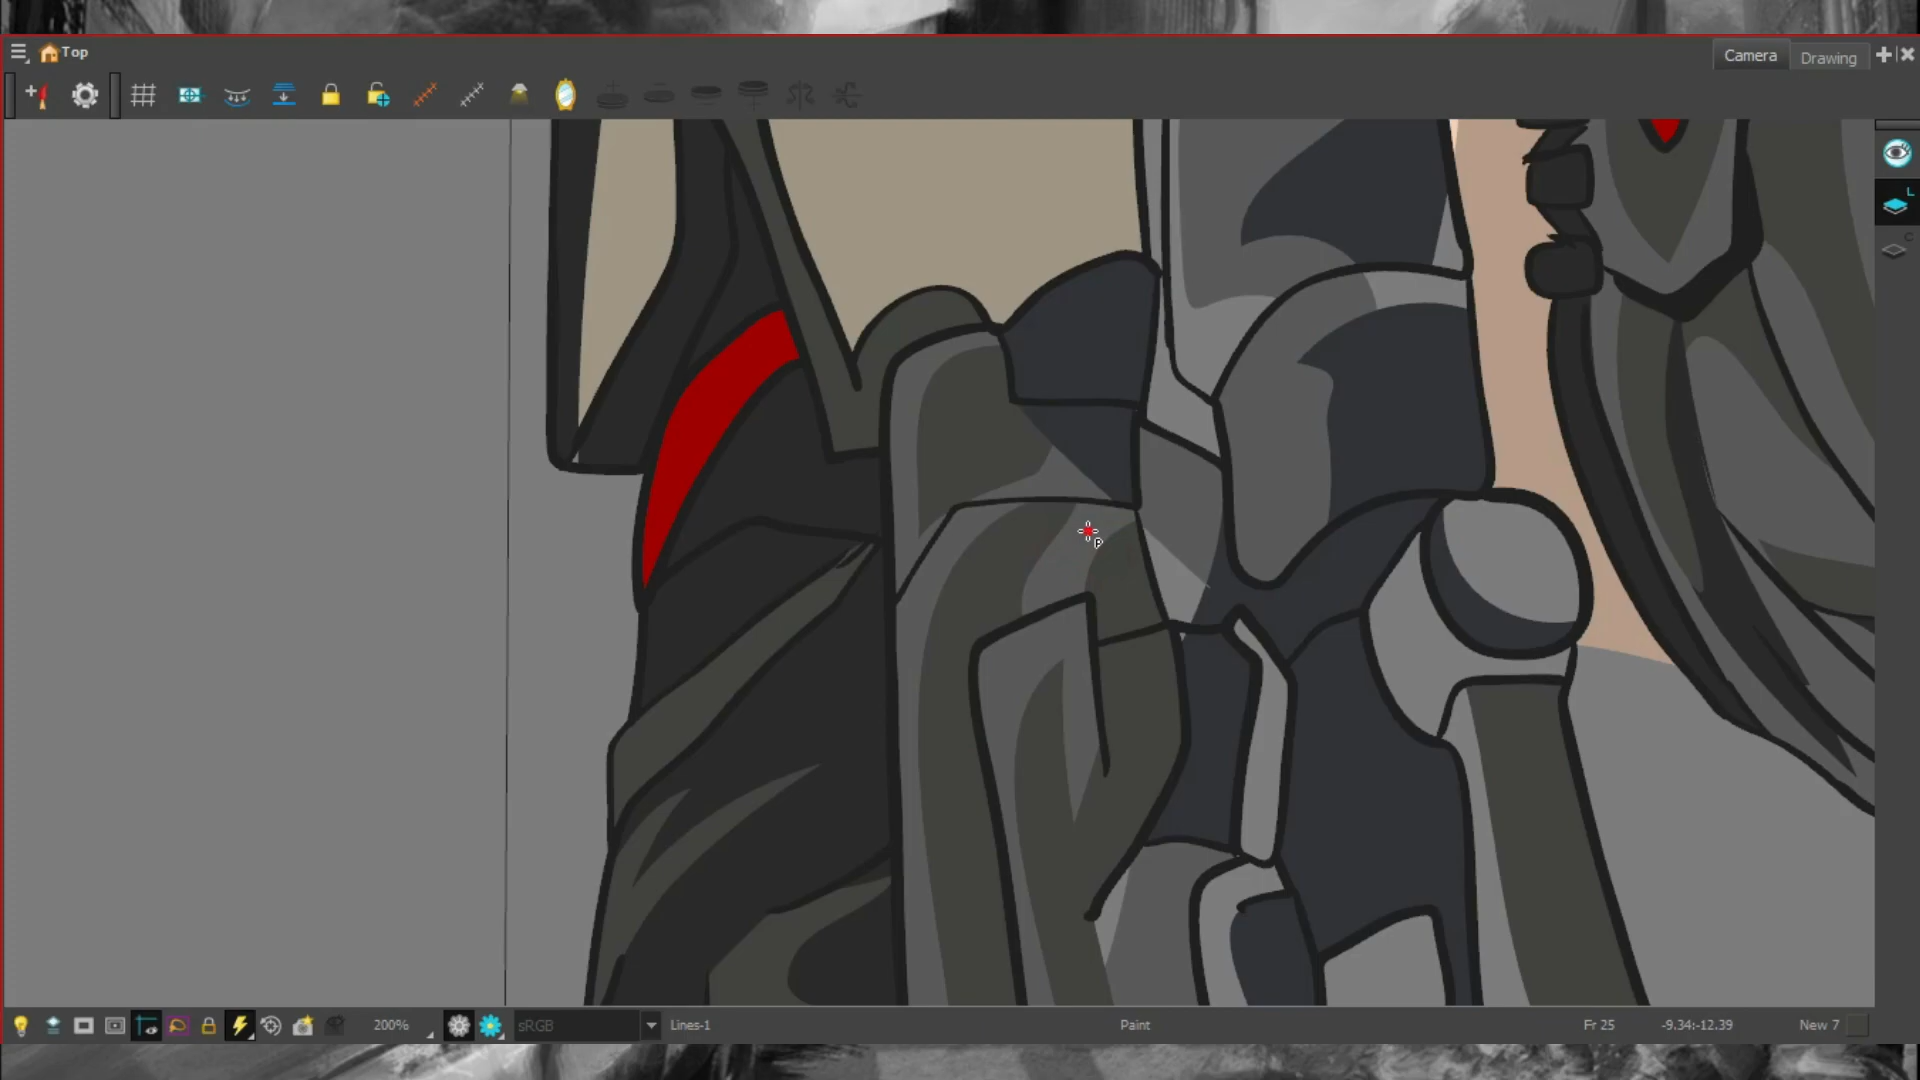 Top
Camera
Drawing
L
C
P
200%
sRGB
Lines-1
Paint
Fr 25
-9.34:-12.39
New 7